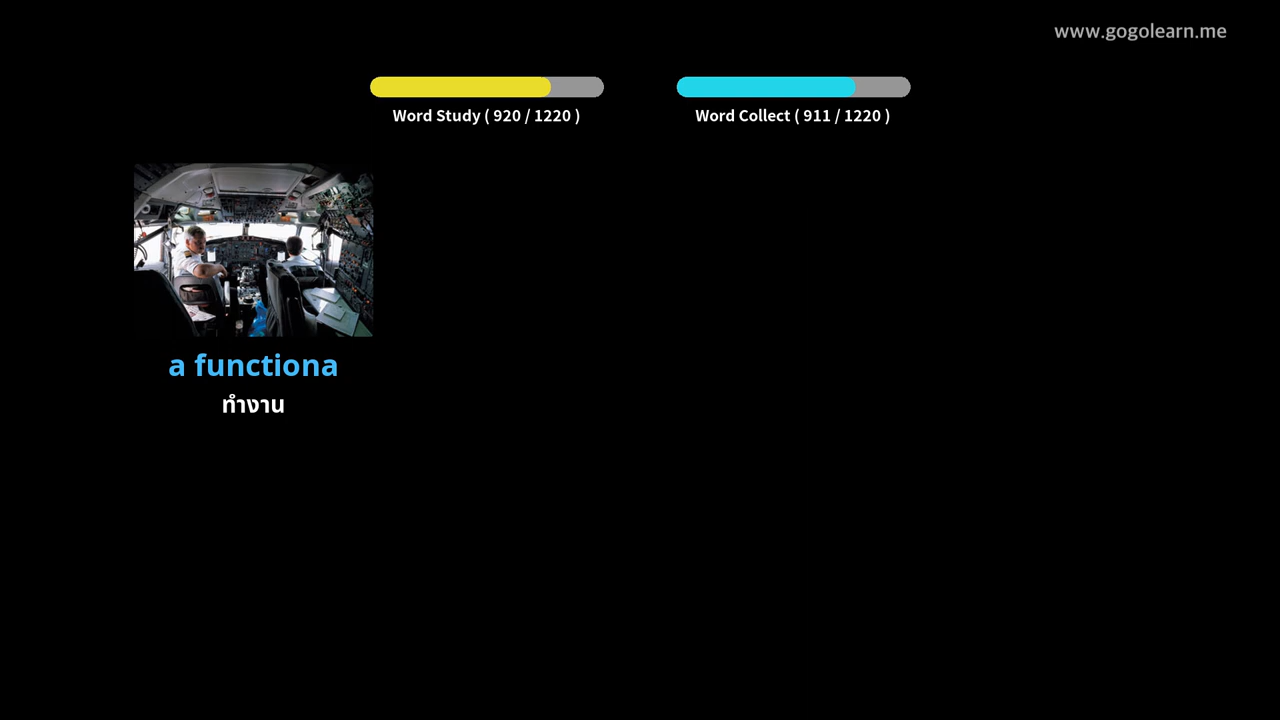 www.gogolearn.me
Word Study ( 920 / 1220 )
Word Collect ( 911 / 1220 )
a functiona
ทำงาน